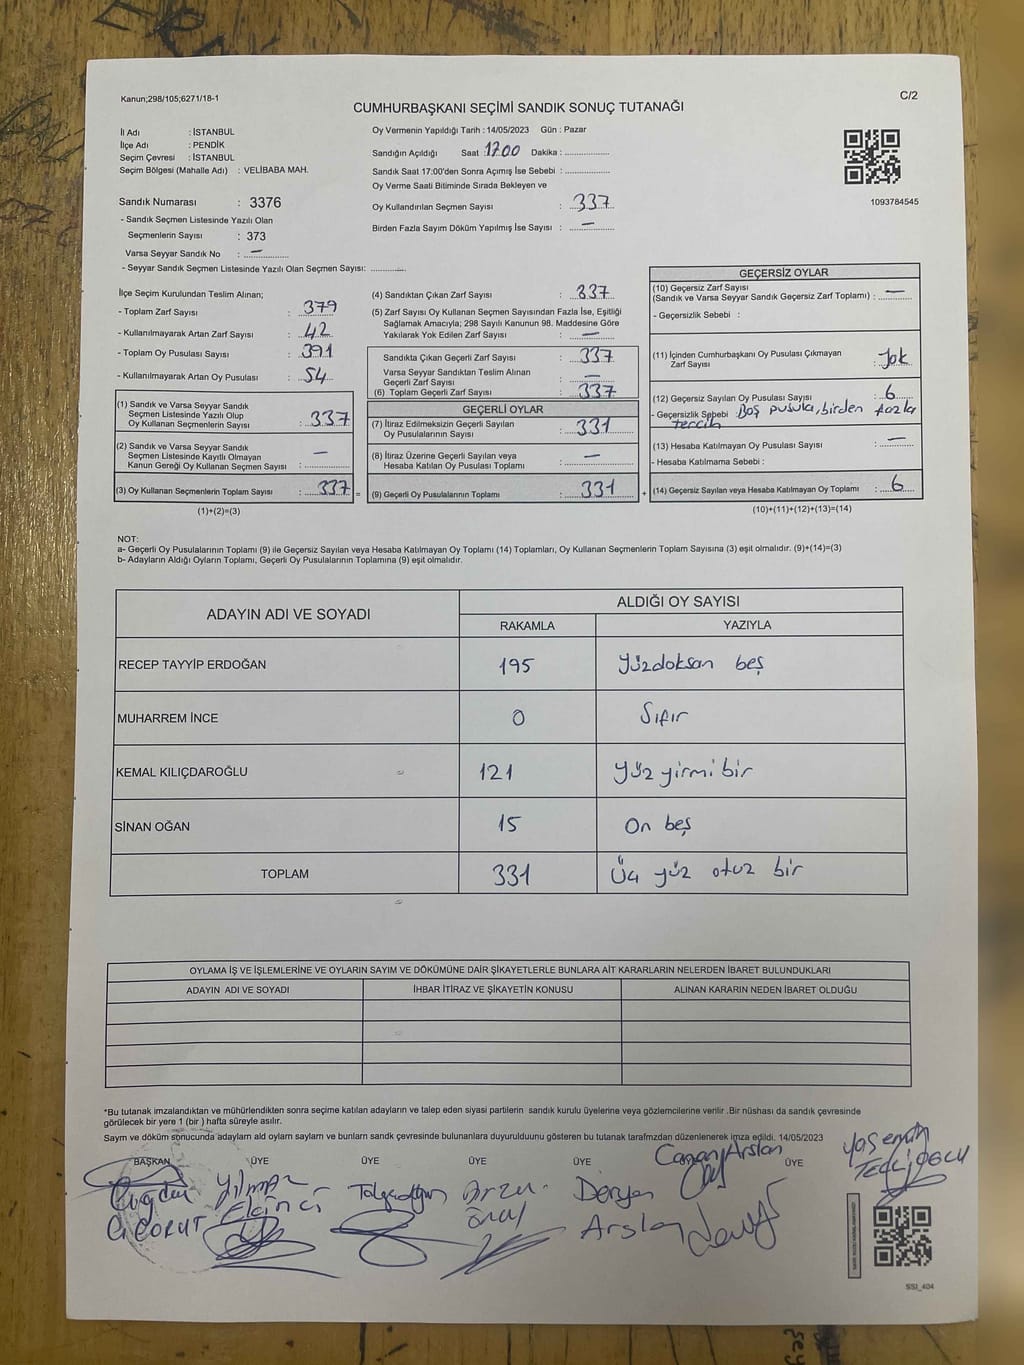 Kanun;298/105;6271/18-1
C/2
CUMHURBAŞKANI SEÇİMİ SANDIK SONUÇ TUTANAĞI
İl Adı : İSTANBUL
İlçe Adı : PENDİK
Seçim Çevresi : İSTANBUL
Seçim Bölgesi (Mahalle Adı) : VELİBABA MAH.
Sandık Numarası : 3376
- Sandık Seçmen Listesinde Yazılı Olan
Seçmenlerin Sayısı : 373
Varsa Seyyar Sandık No : —
- Seyyar Sandık Seçmen Listesinde Yazılı Olan Seçmen Sayısı: ............
Oy Vermenin Yapıldığı Tarih : 14/05/2023 Gün : Pazar
Sandığın Açıldığı Saat : 17.00 Dakika : ............
Sandık Saat 17:00'den Sonra Açımış İse Sebebi : ............
Oy Verme Saati Bitiminde Sırada Bekleyen ve
Oy Kullandırılan Seçmen Sayısı : 337
Birden Fazla Sayım Döküm Yapılmış İse Sayısı : —
1093784545
İlçe Seçim Kurulundan Teslim Alınan;
- Toplam Zarf Sayısı : 379
- Kullanılmayarak Artan Zarf Sayısı : 42
- Toplam Oy Pusulası Sayısı : 391
- Kullanılmayarak Artan Oy Pusulası : 54
(1) Sandık ve Varsa Seyyar Sandık
Seçmen Listesinde Yazılı Olup
Oy Kullanan Seçmenlerin Sayısı : 337
(2) Sandık ve Varsa Seyyar Sandık
Seçmen Listesinde Kayıtlı Olmayan
Kanun Gereği Oy Kullanan Seçmen Sayısı : —
(3) Oy Kullanan Seçmenlerin Toplam Sayısı : 337 =
(1)+(2)=(3)
(4) Sandıktan Çıkan Zarf Sayısı : 337
(5) Zarf Sayısı Oy Kullanan Seçmen Sayısından Fazla İse, Eşitliği
Sağlamak Amacıyla; 298 Sayılı Kanunun 98. Maddesine Göre
Yakılarak Yok Edilen Zarf Sayısı : —
Sandıkta Çıkan Geçerli Zarf Sayısı : 337
Varsa Seyyar Sandıktan Teslim Alınan
Geçerli Zarf Sayısı : —
(6) Toplam Geçerli Zarf Sayısı : 337
GEÇERLİ OYLAR
(7) İtiraz Edilmeksizin Geçerli Sayılan
Oy Pusulalarının Sayısı : 331
(8) İtiraz Üzerine Geçerli Sayılan veya
Hesaba Katılan Oy Pusulası Toplamı : —
(9) Geçerli Oy Pusulalarının Toplamı : 331 +
GEÇERSİZ OYLAR
(10) Geçersiz Zarf Sayısı
(Sandık ve Varsa Seyyar Sandık Geçersiz Zarf Toplamı) : —
- Geçersizlik Sebebi :
(11) İçinden Cumhurbaşkanı Oy Pusulası Çıkmayan
Zarf Sayısı : Yok
(12) Geçersiz Sayılan Oy Pusulası Sayısı : 6
- Geçersizlik Sebebi : Boş pusula, birden fazla
tercih
(13) Hesaba Katılmayan Oy Pusulası Sayısı : —
- Hesaba Katılmama Sebebi :
(14) Geçersiz Sayılan veya Hesaba Katılmayan Oy Toplamı : 6
(10)+(11)+(12)+(13)=(14)
NOT:
a- Geçerli Oy Pusulalarının Toplamı (9) ile Geçersiz Sayılan veya Hesaba Katılmayan Oy Toplamı (14) Toplamları, Oy Kullanan Seçmenlerin Toplam Sayısına (3) eşit olmalıdır. (9)+(14)=(3)
b- Adayların Aldığı Oyların Toplamı, Geçerli Oy Pusulalarının Toplamına (9) eşit olmalıdır.
ADAYIN ADI VE SOYADI
ALDIĞI OY SAYISI
RAKAMLA YAZIYLA
RECEP TAYYİP ERDOĞAN 195 Yüzdoksan beş
MUHARREM İNCE 0 Sıfır
KEMAL KILIÇDAROĞLU 121 Yüz yirmi bir
SİNAN OĞAN 15 On beş
TOPLAM 331 Üç yüz otuz bir
OYLAMA İŞ VE İŞLEMLERİNE VE OYLARIN SAYIM VE DÖKÜMÜNE DAİR ŞİKAYETLERLE BUNLARA AİT KARARLARIN NELERDEN İBARET BULUNDUKLARI
ADAYIN ADI VE SOYADI İHBAR İTİRAZ VE ŞİKAYETİN KONUSU ALINAN KARARIN NEDEN İBARET OLDUĞU
*Bu tutanak imzalandıktan ve mühürlendikten sonra seçime katılan adayların ve talep eden siyasi partilerin sandık kurulu üyelerine veya gözlemcilerine verilir .Bir nüshası da sandık çevresinde
görülecek bir yere 1 (bir ) hafta süreyle asılır.
Sayım ve döküm sonucunda adayların ald oyların sayların ve bunların sandk çevresinde bulunanlara duyurulduunu gösteren bu tutanak tarafmzdan düzenlenerek imza edildi. 14/05/2023
BAŞKAN ÜYE ÜYE ÜYE ÜYE ÜYE
Canan Arslan
Yılmaz
Ekinci
Arzu
Önal
Derya
Arslan
Yasemin
SSI_404